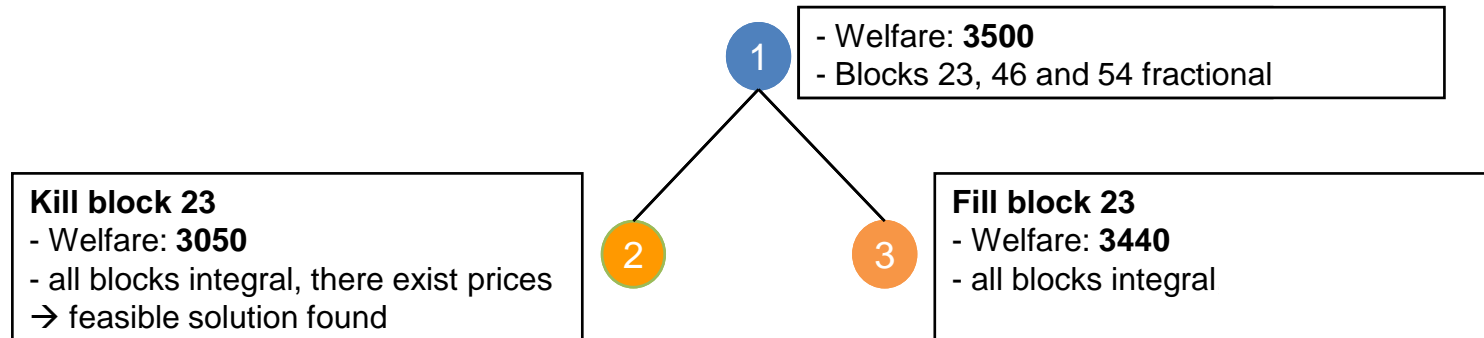 1
- Welfare: 3500
- Blocks 23, 46 and 54 fractional
Kill block 23
- Welfare: 3050
- all blocks integral, there exist prices
→ feasible solution found
2
3
Fill block 23
- Welfare: 3440
- all blocks integral